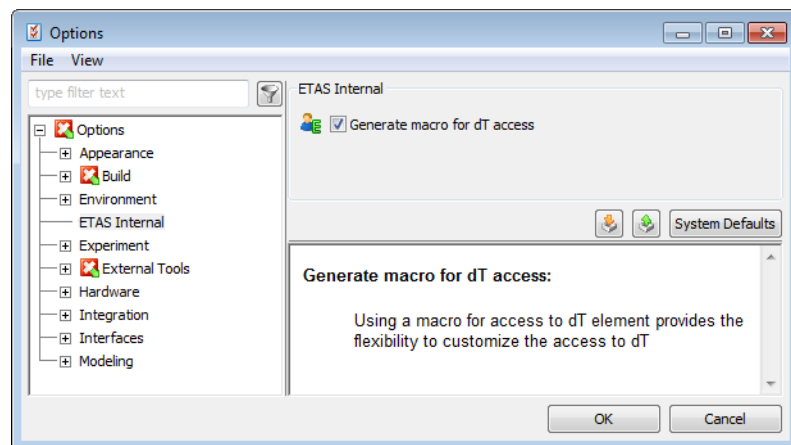 Options
File View
type filter text
Options
Appearance
Build
Environment
ETAS Internal
Experiment
External Tools
Hardware
Integration
Interfaces
Modeling
ETAS Internal
E
Generate macro for dT access
System Defaults
Generate macro for dT access:
Using a macro for access to dT element provides the
flexibility to customize the access to dT
OK Cancel